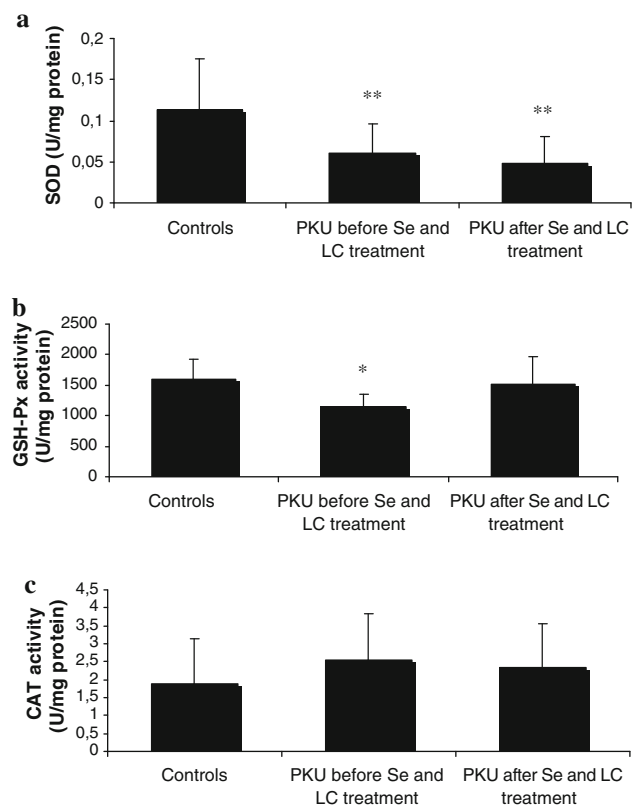 a
SOD (U/mg protein)
0,2
0,15
0,1
0,05
0
**
**
Controls
PKU before Se and
LC treatment
PKU after Se and LC
treatment
b
GSH-Px activity
(U/mg protein)
2500
2000
1500
1000
500
0
*
Controls
PKU before Se and
LC treatment
PKU after Se and LC
treatment
c
CAT activity
(U/mg protein)
4,5
4
3,5
3
2,5
2
1,5
1
0,5
0
Controls
PKU before Se and
LC treatment
PKU after Se and LC
treatment